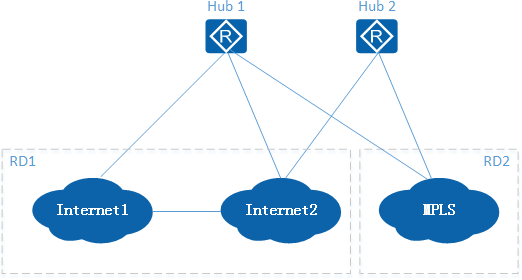 Hub 1
Hub 2
R
R
RD1
RD2
Internet1
Internet2
MPLS